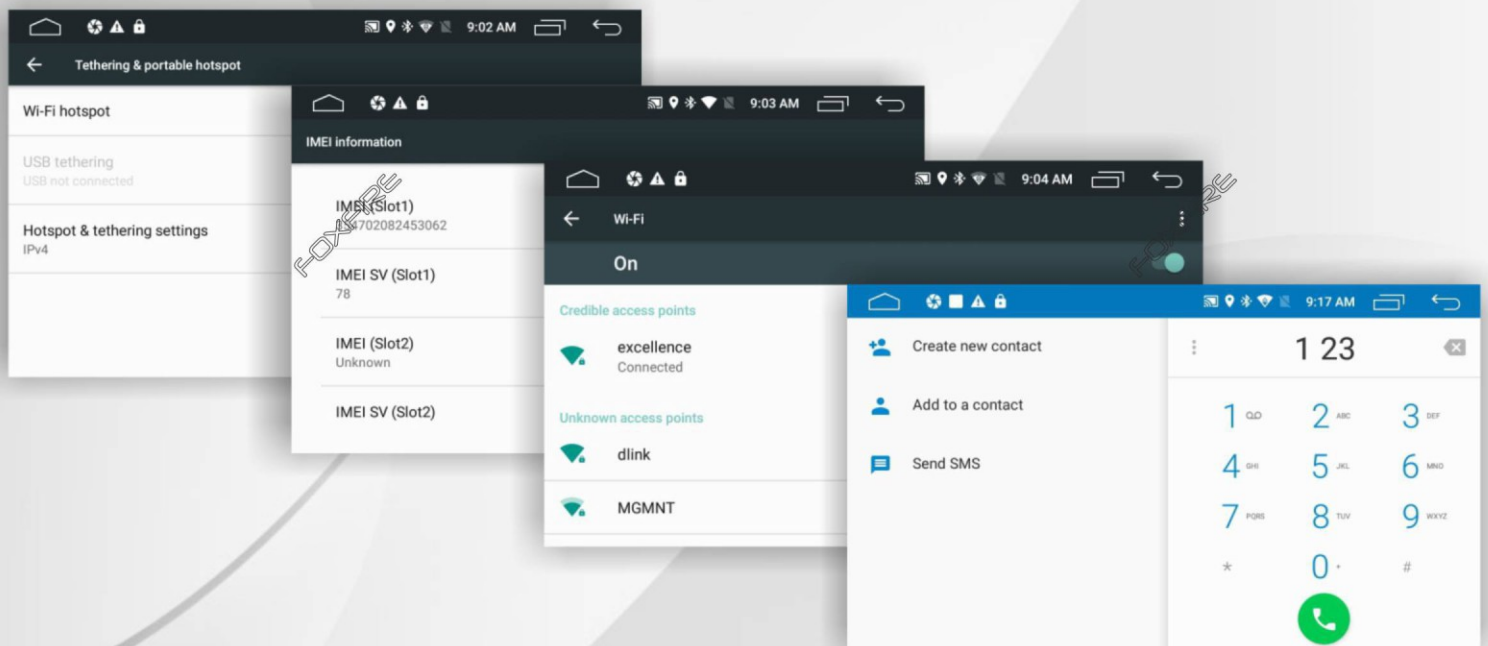 9:02 AM
Tethering & portable hotspot
Wi-Fi hotspot
USB tethering
USB not connected
Hotspot & tethering settings
IPv4
9:03 AM
IMEI information
IMEI (Slot1)
4702082453062
IMEI SV (Slot1)
78
IMEI (Slot2)
Unknown
IMEI SV (Slot2)
FOXFIRE
9:04 AM
Wi-Fi
On
Credible access points
excellence
Connected
Unknown access points
dlink
MGMNT
9:17 AM
Create new contact
Add to a contact
Send SMS
1 23
1
2 ABC
3 DEF
4 GHI
5 JKL
6 MNO
7 PQRS
8 TUV
9 WXYZ
*
0 +
#